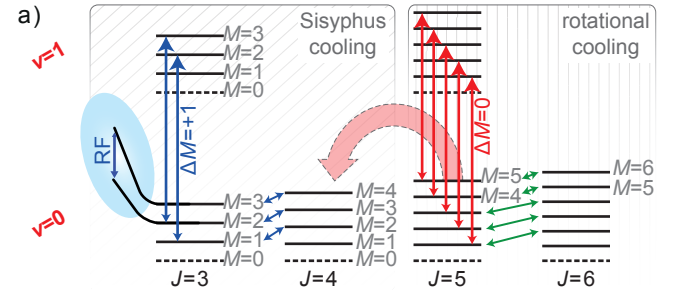 a)
Sisyphus
cooling
rotational
cooling
v=1
M=3
M=2
M=1
M=0
ΔM=+1
ΔM=0
RF
v=0
M=3
M=2
M=1
M=0
M=4
M=3
M=2
M=1
M=0
M=5
M=4
M=6
M=5
J=3
J=4
J=5
J=6